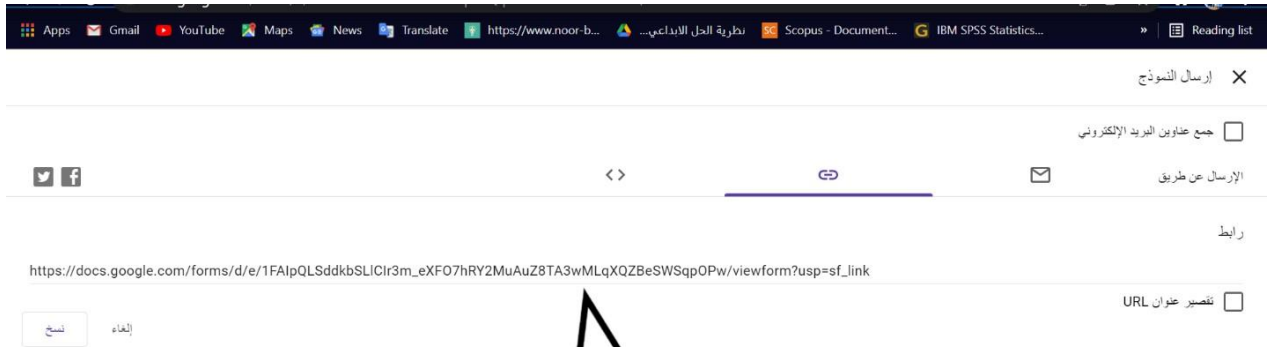 Apps Gmail YouTube Maps News Translate https://www.noor-b... نطرية الحل الابداعي... Scopus - Document... IBM SPSS Statistics... » Reading list
إرسال النموذج
جمع عناوين البريد الإلكتروني
الإرسال عن طريق
رابط
https://docs.google.com/forms/d/e/1FAIpQLSddkbSLlCIr3m_eXFO7hRY2MuAuZ8TA3wMLqXQZBeSWSqpOPw/viewform?usp=sf_link
تقصير عنوان URL
إلغاء نسخ